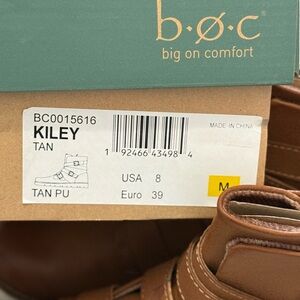 b·ø·c
big on comfort
BC0015616
KILEY
TAN
MADE IN CHINA
1 92466 43498 4
TAN PU
USA 8
Euro 39
M